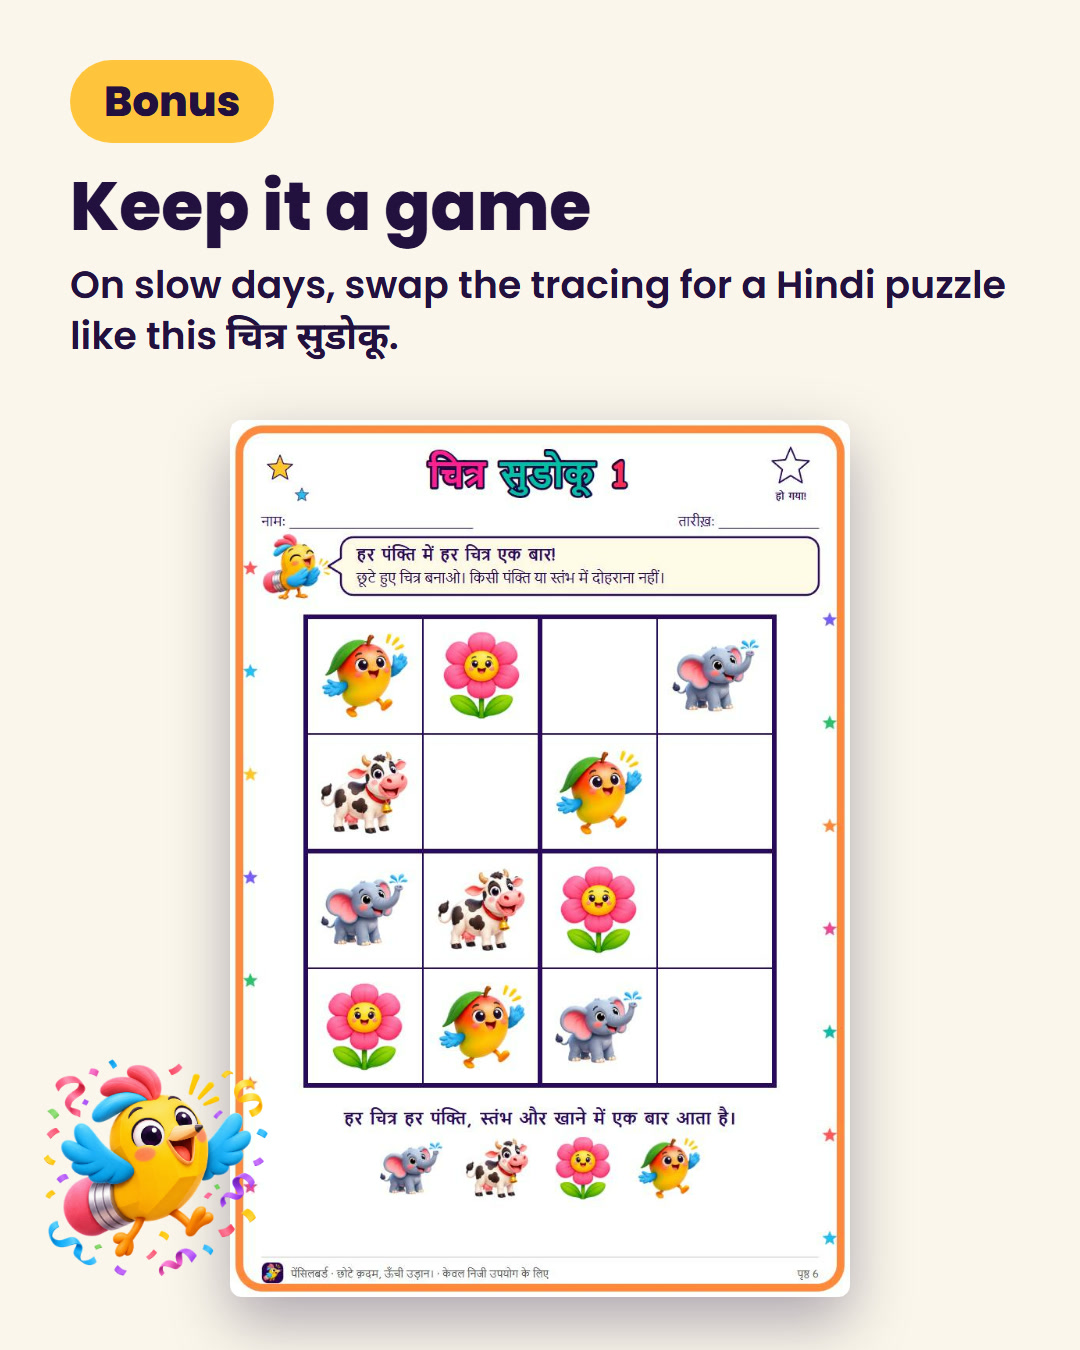 Bonus
Keep it a game
On slow days, swap the tracing for a Hindi puzzle
like this चित्र सुडोकू.
चित्र सुडोकू 1
हो गया!
नाम: तारीख़:
हर पंक्ति में हर चित्र एक बार!
छूटे हुए चित्र बनाओ। किसी पंक्ति या स्तंभ में दोहराना नहीं।
हर चित्र हर पंक्ति, स्तंभ और खाने में एक बार आता है।
पेंसिलबर्ड · छोटे क़दम, ऊँची उड़ान। · केवल निजी उपयोग के लिए पृष्ठ 6